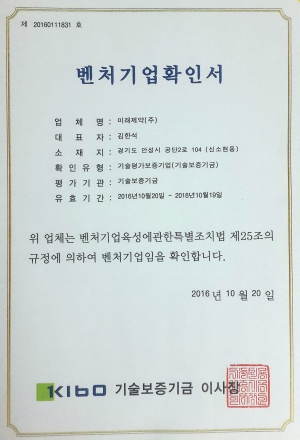 제 20160111831 호
벤처기업확인서
업 체 명 : 미래제약(주)
대 표 자 : 김한석
소 재 지 : 경기도 안성시 공단2로 104 (신소현동)
확 인 유 형 : 기술평가보증기업(기술보증기금)
평 가 기 관 : 기술보증기금
유 효 기 간 : 2016년10월20일 - 2018년10월19일
위 업체는 벤처기업육성에관한특별조치법 제25조의
규정에 의하여 벤처기업임을 확인합니다.
2016 년 10 월 20 일
KIBO 기술보증기금 이사장